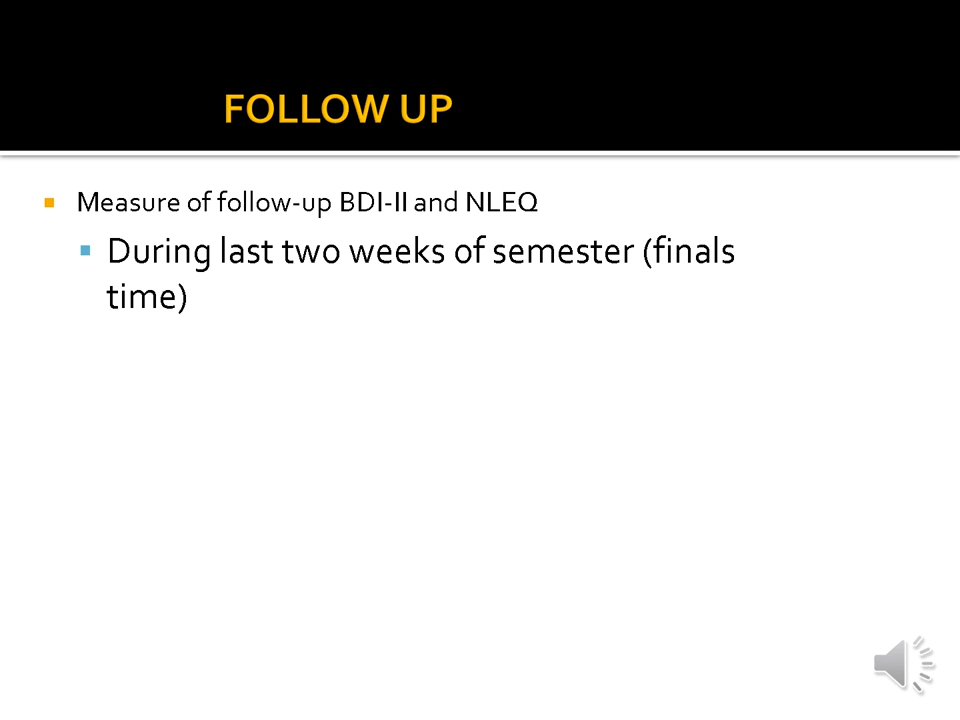 FOLLOW UP
Measure of follow-up BDI-II and NLEQ
During last two weeks of semester (finals
time)